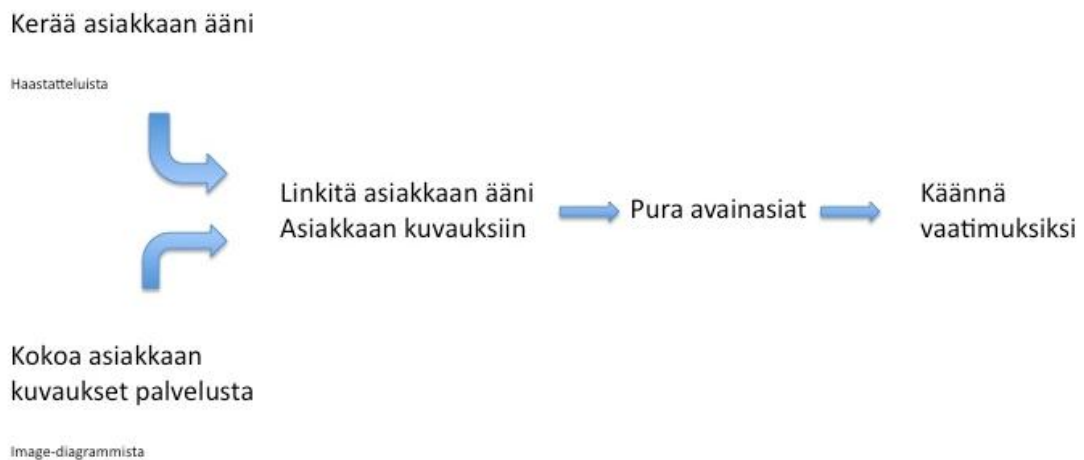 Kerää asiakkaan ääni
Haastatteluista
Linkitä asiakkaan ääni
Asiakkaan kuvauksiin
Pura avainasiat
Käännä
vaatimuksiksi
Kokoa asiakkaan
kuvaukset palvelusta
Image-diagrammista